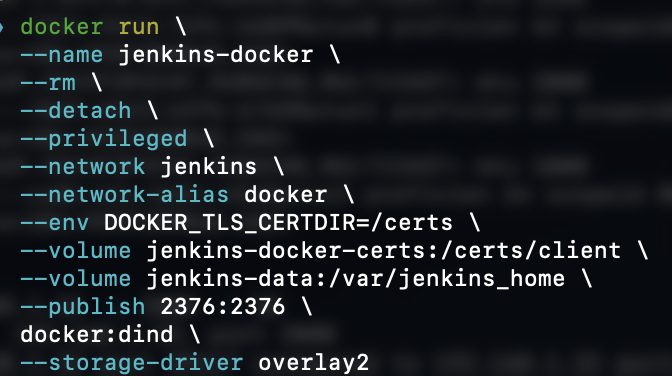 docker run \
--name jenkins-docker \
--rm \
--detach \
--privileged \
--network jenkins \
--network-alias docker \
--env DOCKER_TLS_CERTDIR=/certs \
--volume jenkins-docker-certs:/certs/client \
--volume jenkins-data:/var/jenkins_home \
--publish 2376:2376 \
docker:dind \
--storage-driver overlay2